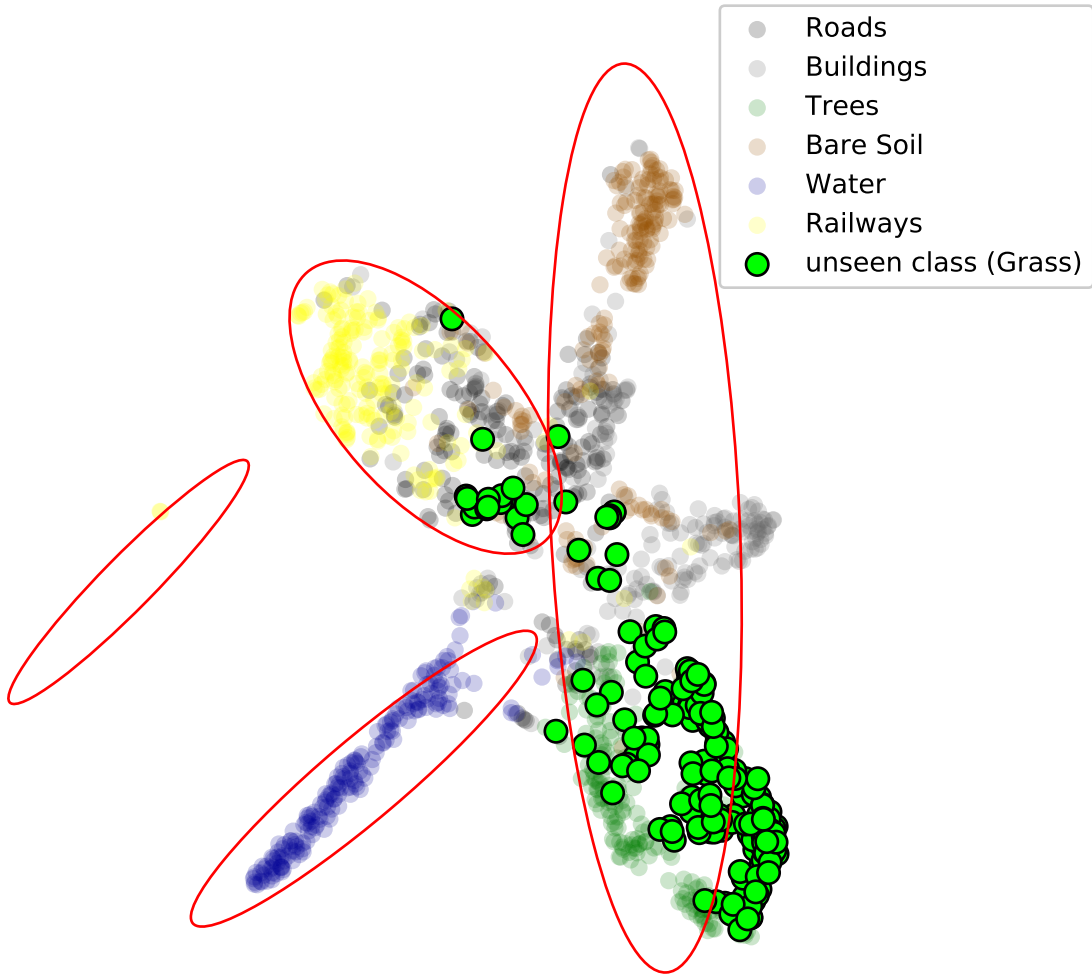 Roads
Buildings
Trees
Bare Soil
Water
Railways
unseen class (Grass)